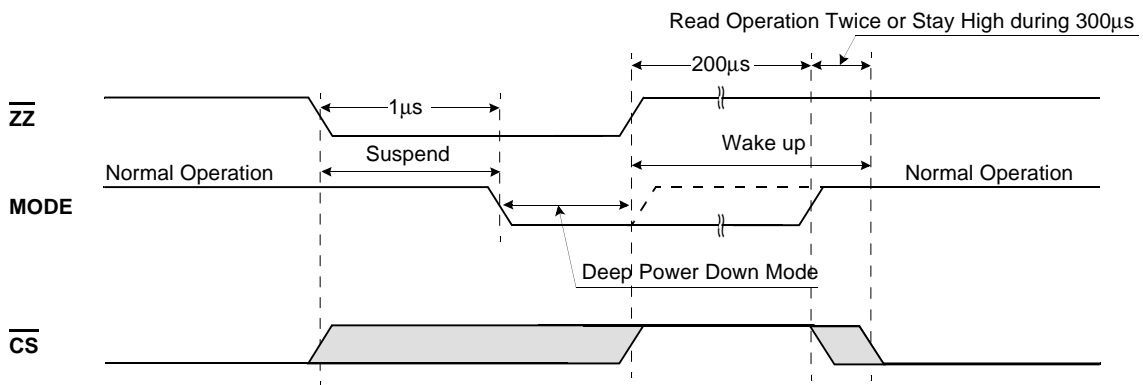 Read Operation Twice or Stay High during 300μs
200μs
ZZ
1μs
Suspend
Wake up
Normal Operation
Normal Operation
MODE
Deep Power Down Mode
CS